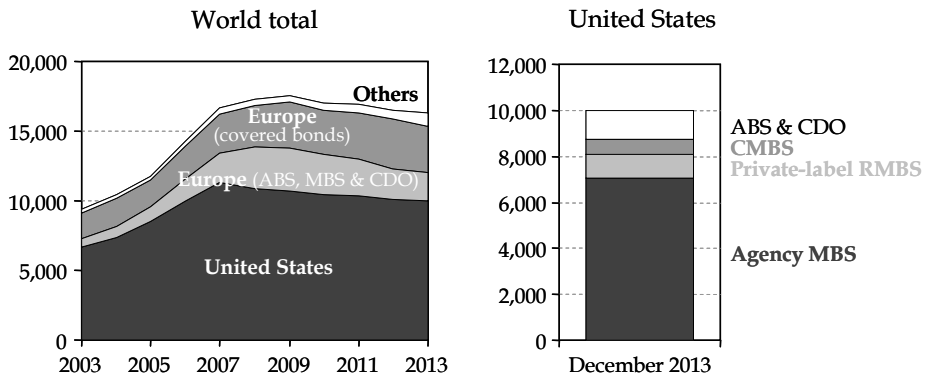 World total
20,000
15,000
10,000
5,000
0
2003 2005 2007 2009 2011 2013
Others
Europe
(covered bonds)
Europe (ABS, MBS & CDO)
United States
United States
12,000
10,000
8,000
6,000
4,000
2,000
0
December 2013
ABS & CDO
CMBS
Private-label RMBS
Agency MBS